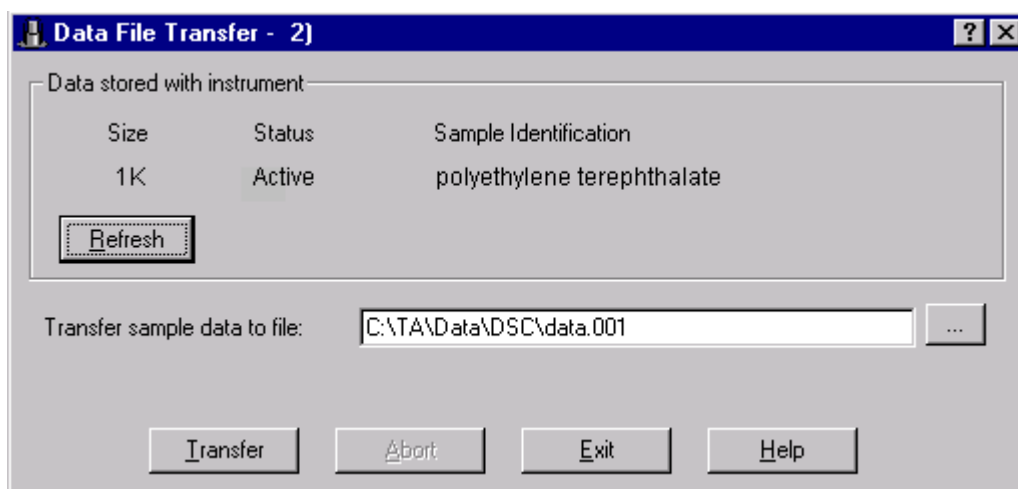 Data File Transfer -  2)
Data stored with instrument
Size Status Sample Identification
1K Active polyethylene terephthalate
Refresh
Transfer sample data to file: C:\TA\Data\DSC\data.001 ...
Transfer Abort Exit Help